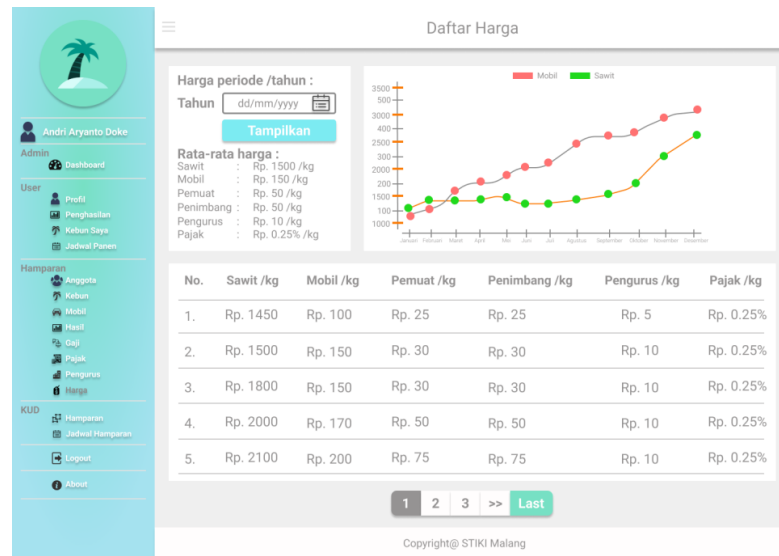 Daftar Harga
Andri Aryanto Doke
Admin
Dashboard
User
Profil
Penghasilan
Kebun Saya
Jadwal Panen
Hamparan
Anggota
Kebun
Mobil
Hasil
Gaji
Pajak
Pengurus
Harga
KUD
Hamparan
Jadwal Hamparan
Logout
About
Harga periode /tahun :
Tahun dd/mm/yyyy
Tampilkan
Rata-rata harga :
Sawit : Rp. 1500 /kg
Mobil : Rp. 150 /kg
Pemuat : Rp. 50 /kg
Penimbang : Rp. 50 /kg
Pengurus : Rp. 10 /kg
Pajak : Rp. 0.25% /kg
Mobil Sawit
3500
500
3000
400
2500
300
2000
200
1500
100
1000
Januari Februari Maret April Mei Juni Juli Agustus September Oktober November Desember
No. Sawit /kg Mobil /kg Pemuat /kg Penimbang /kg Pengurus /kg Pajak /kg
1. Rp. 1450 Rp. 100 Rp. 25 Rp. 25 Rp. 5 Rp. 0.25%
2. Rp. 1500 Rp. 150 Rp. 30 Rp. 30 Rp. 10 Rp. 0.25%
3. Rp. 1800 Rp. 150 Rp. 30 Rp. 30 Rp. 10 Rp. 0.25%
4. Rp. 2000 Rp. 170 Rp. 50 Rp. 50 Rp. 10 Rp. 0.25%
5. Rp. 2100 Rp. 200 Rp. 75 Rp. 75 Rp. 10 Rp. 0.25%
1 2 3 >> Last
Copyright@ STIKI Malang